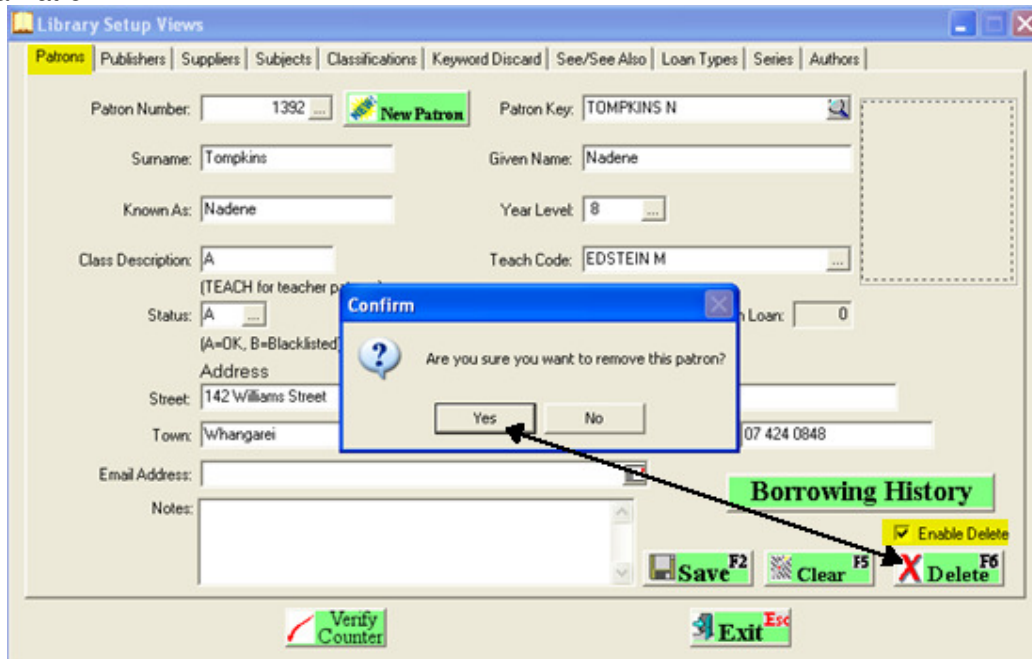 Library Setup Views
Patrons Publishers Suppliers Subjects Classifications Keyword Discard See/See Also Loan Types Series Authors
Patron Number: 1392 ... NEW New Patron Patron Key: TOMPKINS N
Surname: Tompkins Given Name: Nadene
Known As: Nadene Year Level: 8 ...
Class Description: A Teach Code: EDSTEIN M ...
(TEACH for teacher
Confirm
Status: A ... Loan: 0
(A=OK, B=Blacklisted)
Are you sure you want to remove this patron?
Address
Street: 142 Williams Street
Yes No
Town: Whangarei 07 424 0848
Email Address:
Borrowing History
Notes:
Enable Delete
Save F2 Clear F5 X Delete F6
Verify Counter Exit Esc